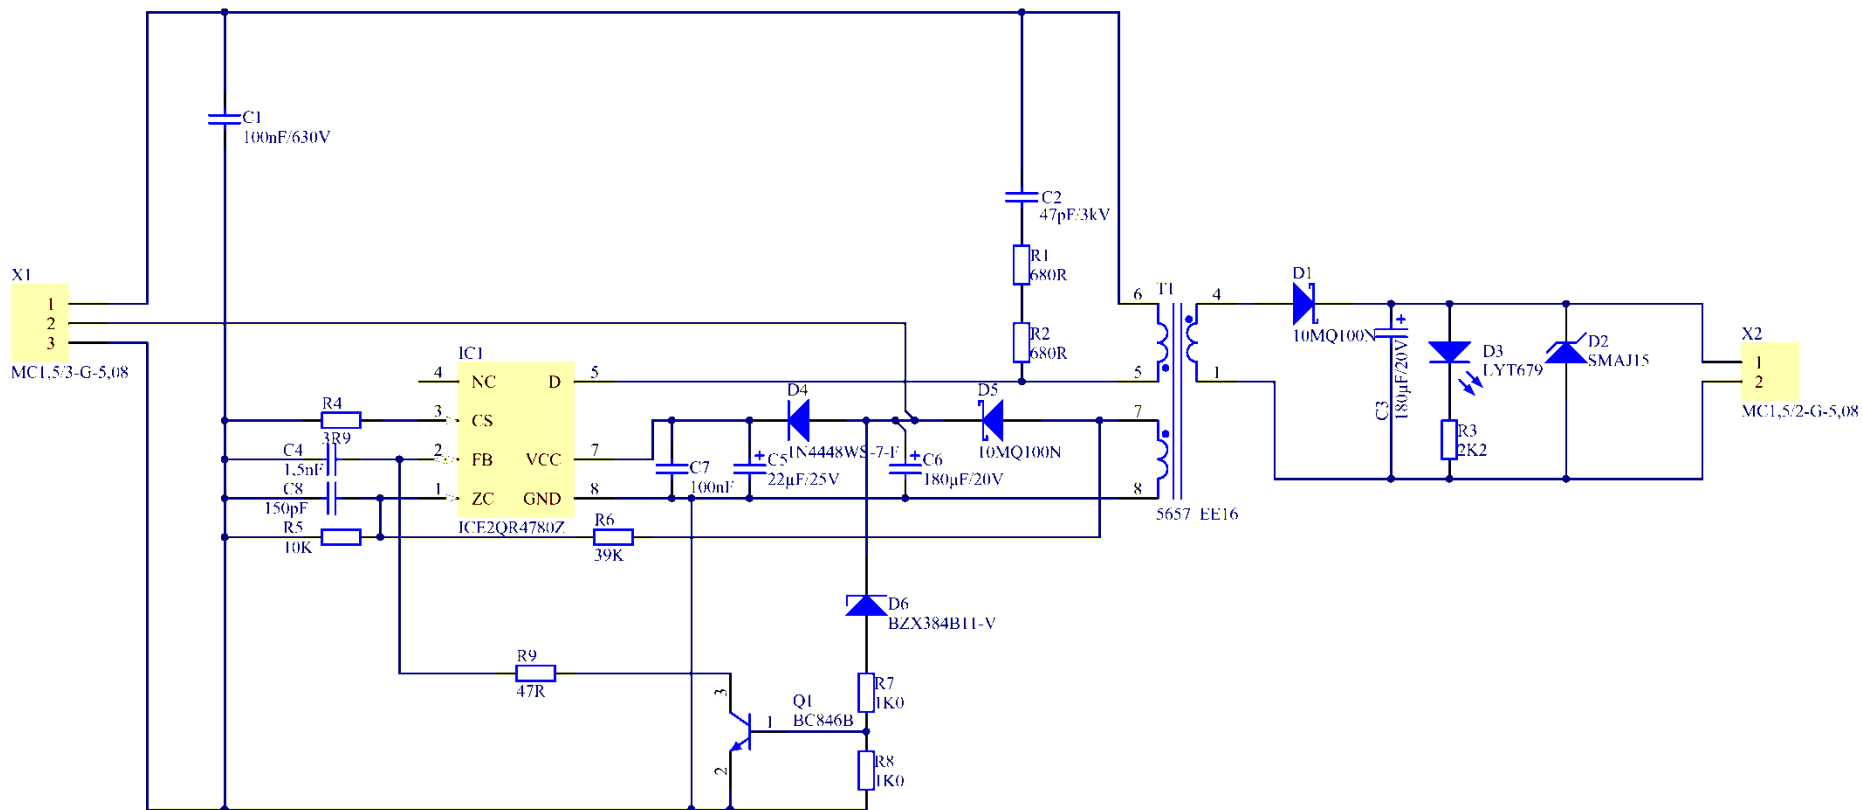 C1
100nF/630V
C2
47pF/3kV
R1
680R
R2
680R
X1
1
2
3
MC1,5/3-G-5,08
IC1
4 NC D 5
3 CS
2 FB VCC 7
1 ZC GND 8
ICE2QR4780Z
R4
3R9
C4
1,5nF
C8
150pF
R5
10K
R6
39K
C7
100nF
D4
1N4448WS-7-F
C5
22µF/25V
D5
10MQ100N
C6
180µF/20V
T1
6 4
5 1
7
8
5657 EE16
D1
10MQ100N
C3
180µF/20V
D3
LYT679
R3
2K2
D2
SMAJ15
X2
1
2
MC1,5/2-G-5,08
D6
BZX384B11-V
R9
47R
Q1
BC846B
3
1
2
R7
1K0
R8
1K0